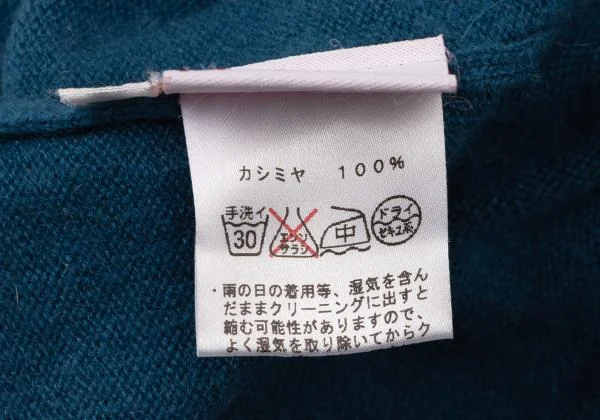 カシミヤ 100%
手洗イ
30
エンソ
サラシ
中
ドライ
セキユ系
・雨の日の着用等、湿気を含ん
だままクリーニングに出すと
縮む可能性がありますので、
よく湿気を取り除いてからク